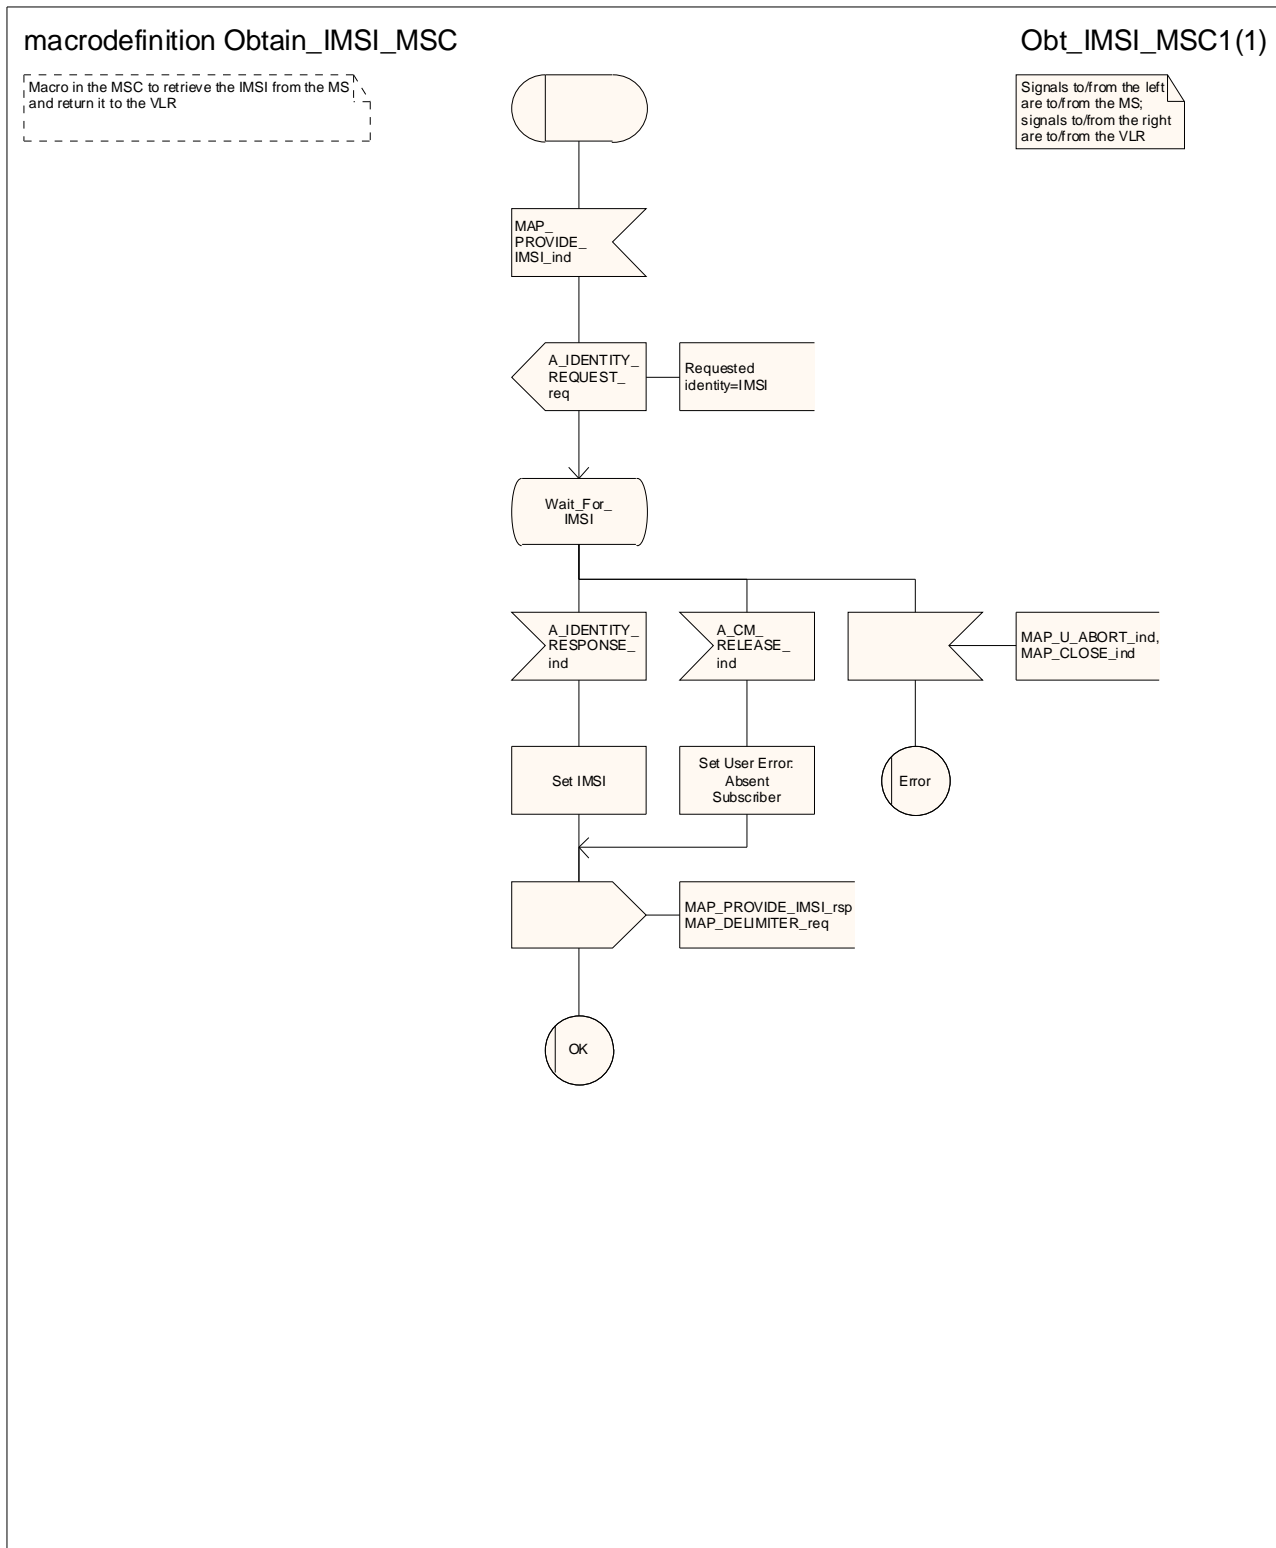 macrodefinition Obtain_IMSI_MSC
Obt_IMSI_MSC1(1)
Macro in the MSC to retrieve the IMSI from the MS
and return it to the VLR
Signals to/from the left
are to/from the MS;
signals to/from the right
are to/from the VLR
MAP_
PROVIDE_
IMSI_ind
A_IDENTITY_
REQUEST_
req
Requested
identity=IMSI
Wait_For_
IMSI
A_IDENTITY_
RESPONSE_
ind
A_CM_
RELEASE_
ind
MAP_U_ABORT_ind,
MAP_CLOSE_ind
Set IMSI
Set User Error:
Absent
Subscriber
Error
MAP_PROVIDE_IMSI_rsp
MAP_DELIMITER_req
OK